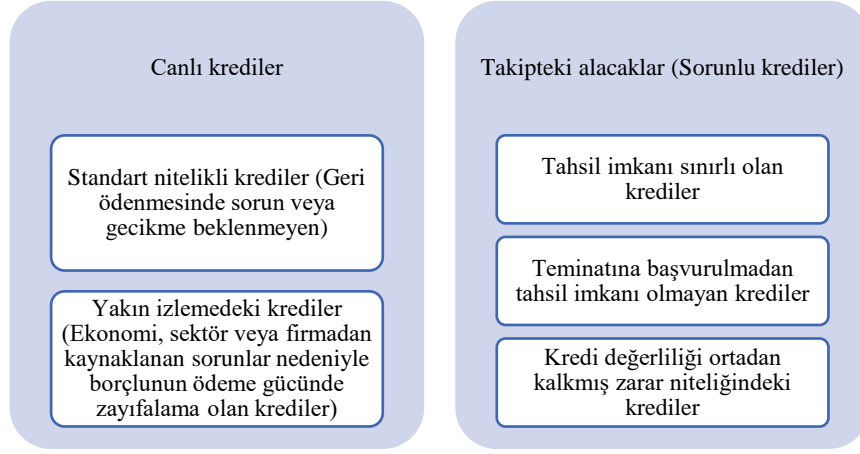 Canlı krediler
Standart nitelikli krediler (Geri
ödenmesinde sorun veya
gecikme beklenmeyen)
Yakın izlemedeki krediler
(Ekonomi, sektör veya firmadan
kaynaklanan sorunlar nedeniyle
borçlunun ödeme gücünde
zayıfalama olan krediler)
Takipteki alacaklar (Sorunlu krediler)
Tahsil imkanı sınırlı olan
krediler
Teminatına başvurulmadan
tahsil imkanı olmayan krediler
Kredi değerliliği ortadan
kalkmış zarar niteliğindeki
krediler